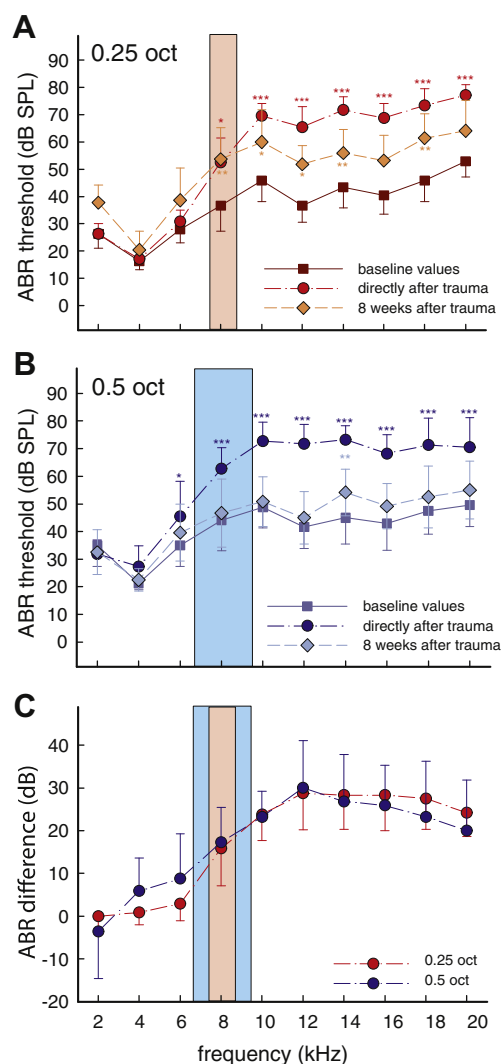 A
0.25 oct
ABR threshold (dB SPL)
90
80
70
60
50
40
30
20
10
0
*
***
***
***
***
***
***
**
*
*
**
**
baseline values
directly after trauma
8 weeks after trauma
B
0.5 oct
ABR threshold (dB SPL)
90
80
70
60
50
40
30
20
10
0
*
***
***
***
***
***
***
***
**
baseline values
directly after trauma
8 weeks after trauma
C
ABR difference (dB)
40
30
20
10
0
-10
-20
0.25 oct
0.5 oct
2 4 6 8 10 12 14 16 18 20
frequency (kHz)